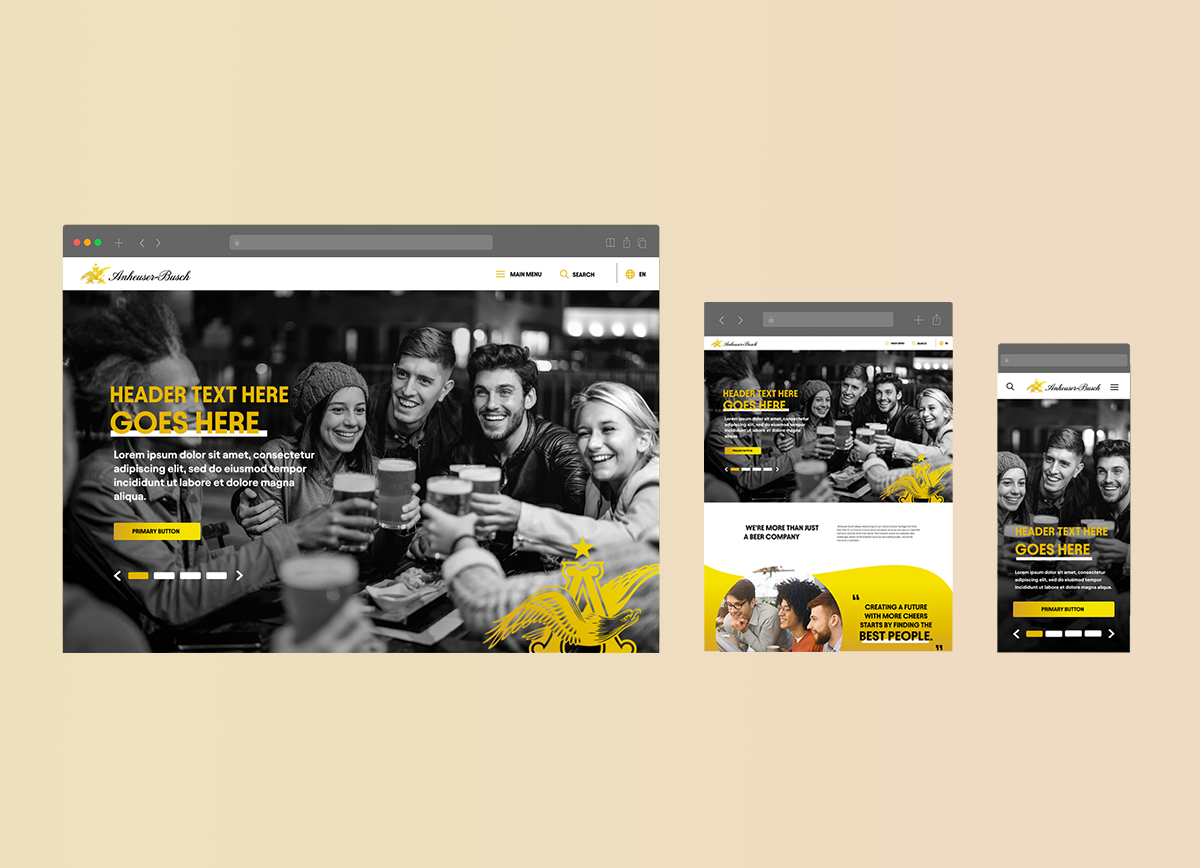 Anheuser-Busch
MAIN MENU
SEARCH
EN
HEADER TEXT HERE
GOES HERE
Lorem ipsum dolor sit amet, consectetur
adipiscing elit, sed do eiusmod tempor
incididunt ut labore et dolore magna
aliqua.
PRIMARY BUTTON
A
Anheuser-Busch
MAIN MENU
SEARCH
EN
HEADER TEXT HERE
GOES HERE
Lorem ipsum dolor sit amet, consectetur
adipiscing elit, sed do eiusmod tempor
incididunt ut labore et dolore magna
aliqua.
PRIMARY BUTTON
WE'RE MORE THAN JUST
A BEER COMPANY
“
CREATING A FUTURE
WITH MORE CHEERS
STARTS BY FINDING THE
BEST PEOPLE.
”
Anheuser-Busch
HEADER TEXT HERE
GOES HERE
Lorem ipsum dolor sit amet, consectetur
adipiscing elit, sed do eiusmod tempor
incididunt ut labore et dolore magna aliqua.
PRIMARY BUTTON